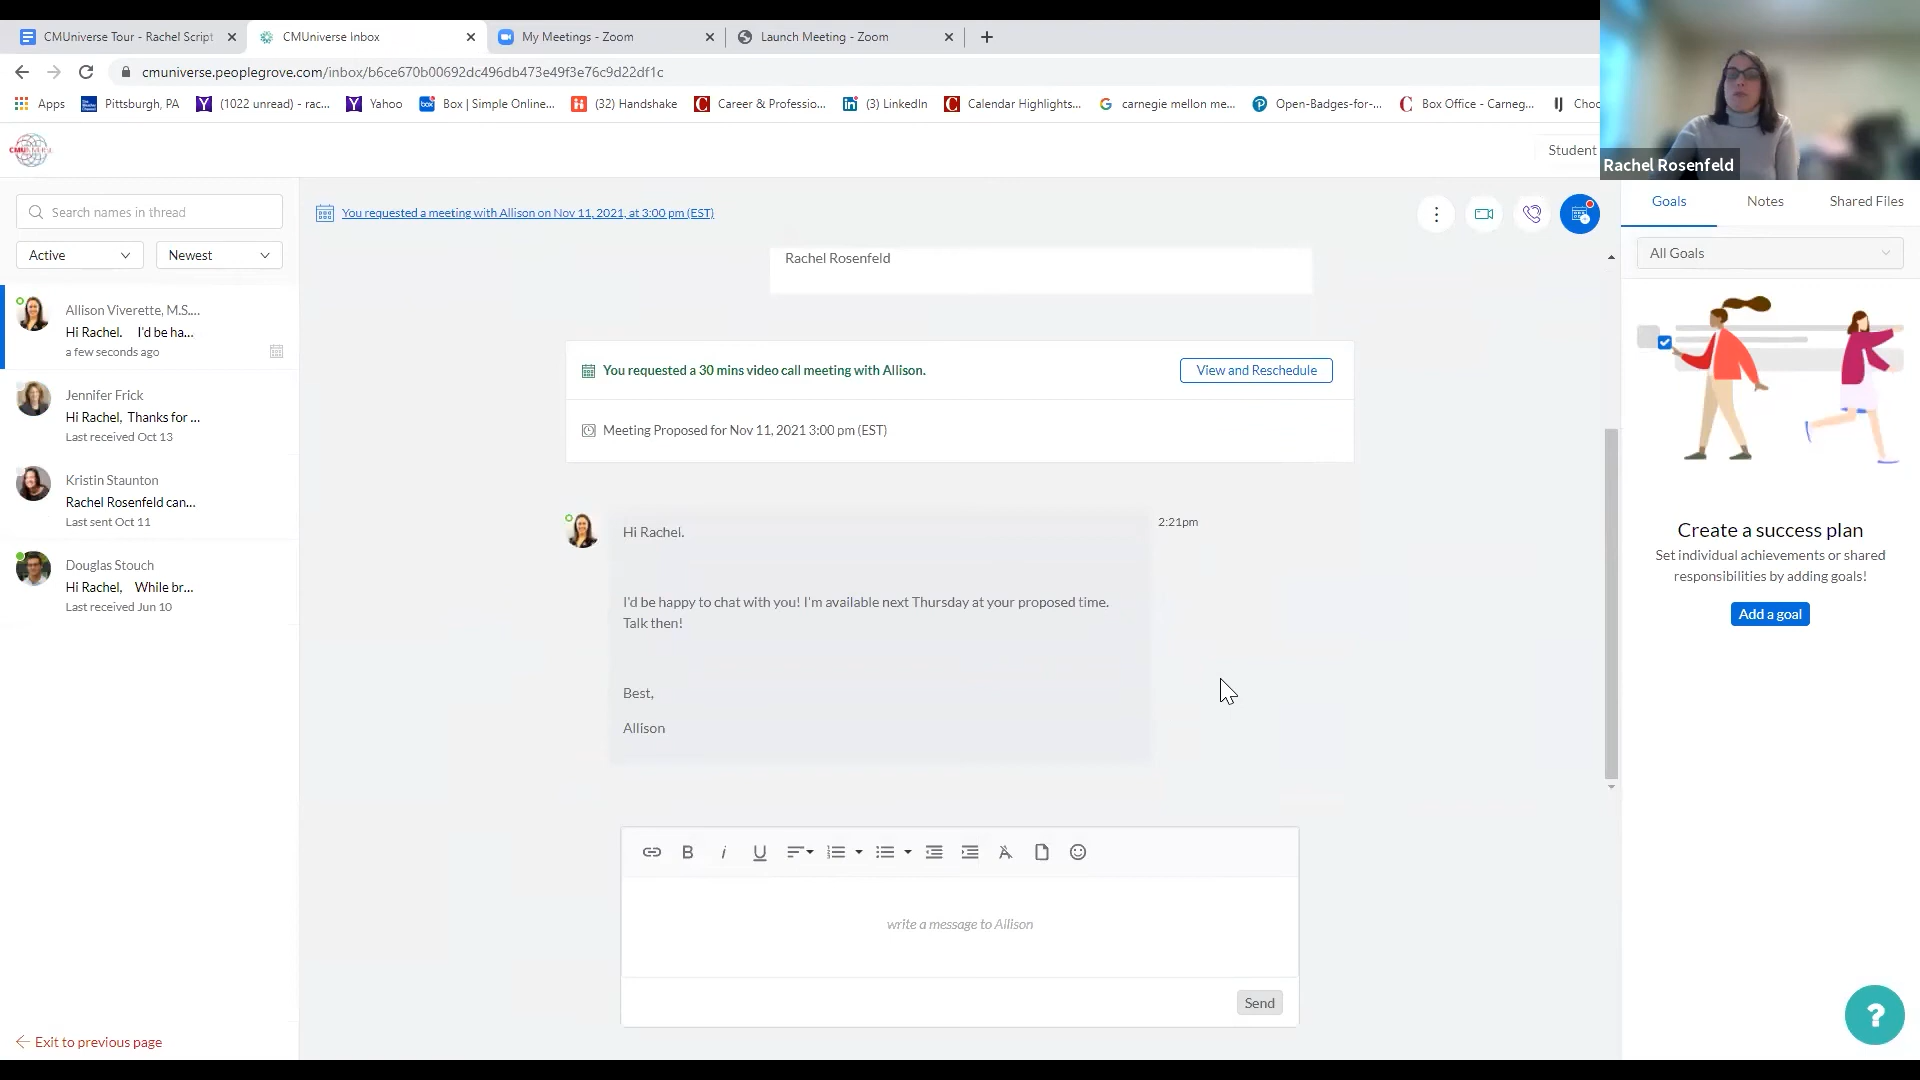 CMUniverse Tour - Rachel Script
CMUniverse Inbox
My Meetings - Zoom
Launch Meeting - Zoom
cmuniverse.peoplegrove.com/inbox/b6ce670b00692dc496db473e49f3e76c9d22df1c
Apps
Pittsburgh, PA
(1022 unread) - rac...
Yahoo
Box | Simple Online...
(32) Handshake
Career & Professio...
(3) LinkedIn
Calendar Highlights...
carnegie mellon me...
Open-Badges-for-...
Box Office - Carneg...
Choo
Rachel Rosenfeld
Student
Search names in thread
Active
Newest
Allison Viverette, M.S....
Hi Rachel. I'd be ha...
a few seconds ago
Jennifer Frick
Hi Rachel, Thanks for ...
Last received Oct 13
Kristin Staunton
Rachel Rosenfeld can...
Last sent Oct 11
Douglas Stouch
Hi Rachel, While br...
Last received Jun 10
Exit to previous page
You requested a meeting with Allison on Nov 11, 2021, at 3:00 pm (EST)
Rachel Rosenfeld
You requested a 30 mins video call meeting with Allison.
View and Reschedule
Meeting Proposed for Nov 11, 2021 3:00 pm (EST)
2:21pm
Hi Rachel.
I'd be happy to chat with you! I'm available next Thursday at your proposed time.
Talk then!
Best,
Allison
write a message to Allison
Send
Goals
Notes
Shared Files
All Goals
Create a success plan
Set individual achievements or shared
responsibilities by adding goals!
Add a goal